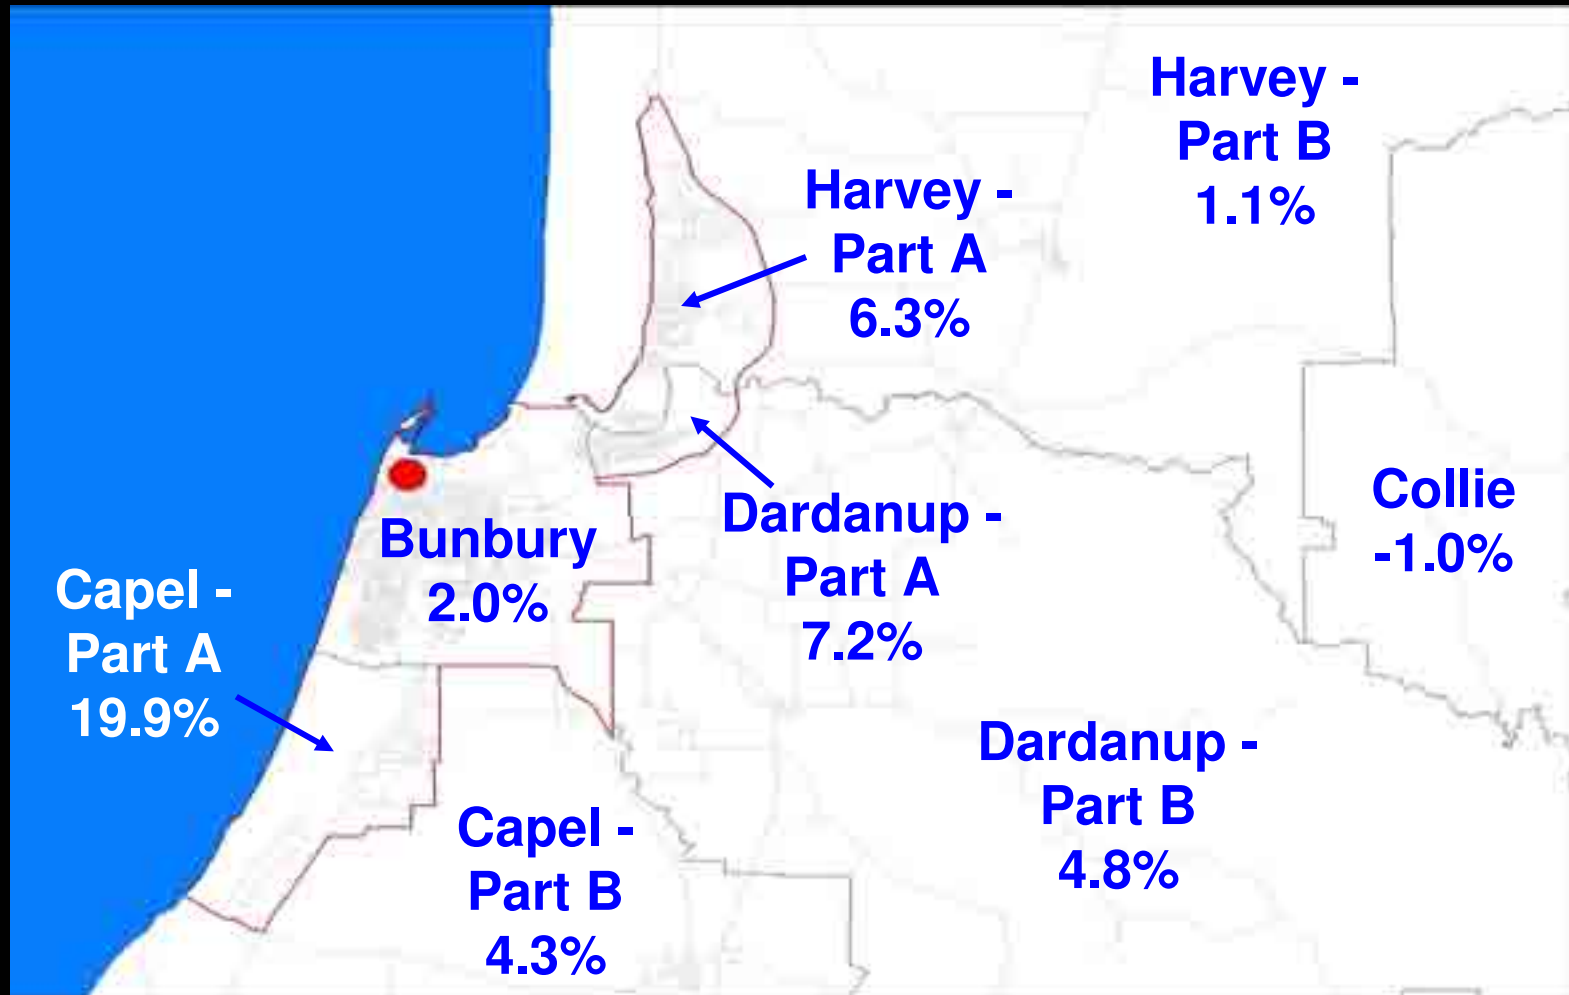 Harvey -
Part B
1.1%
Harvey -
Part A
6.3%
Collie
-1.0%
Dardanup -
Part A
7.2%
Bunbury
2.0%
Capel -
Part A
19.9%
Dardanup -
Part B
4.8%
Capel -
Part B
4.3%